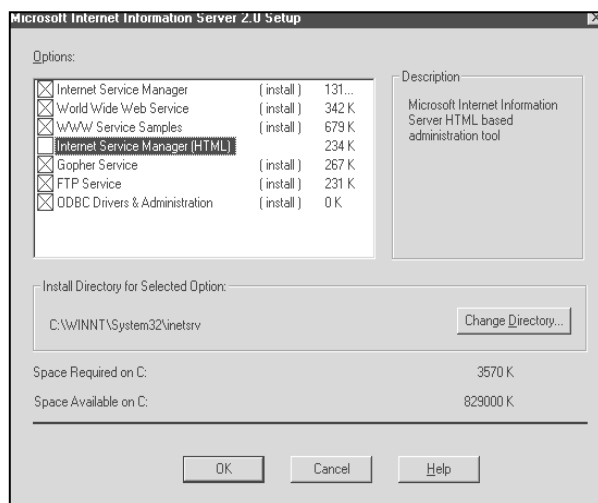 Microsoft Internet Information Server 2.0 Setup
Options:
Internet Service Manager ( install ) 131...
World Wide Web Service ( install ) 342 K
WWW Service Samples ( install ) 679 K
Internet Service Manager (HTML) 234 K
Gopher Service ( install ) 267 K
FTP Service ( install ) 231 K
ODBC Drivers & Administration ( install ) 0 K
Description
Microsoft Internet Information
Server HTML based
administration tool
Install Directory for Selected Option:
C:\WINNT\System32\inetsrv
Change Directory...
Space Required on C: 3570 K
Space Available on C: 829000 K
OK Cancel Help